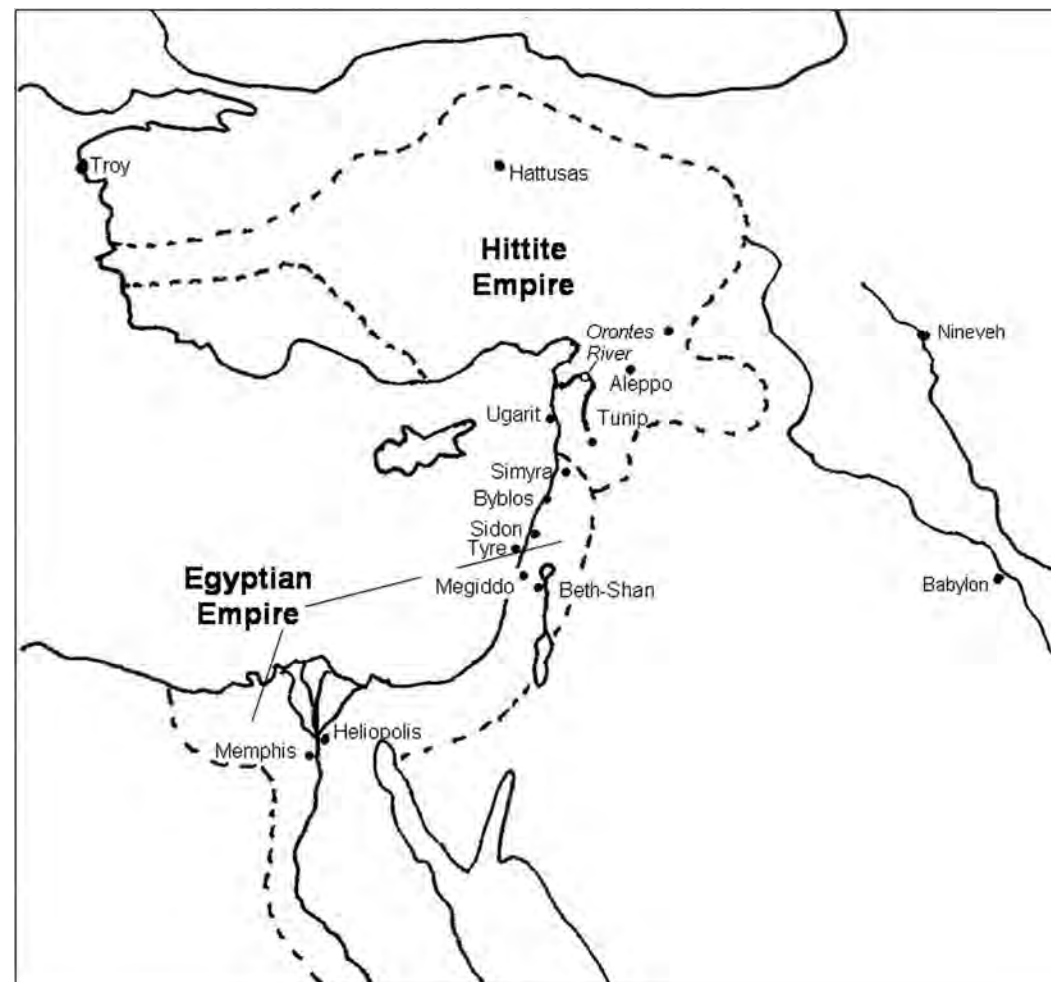 Troy
Hattusas
Hittite
Empire
Orontes
River
Nineveh
Aleppo
Ugarit
Tunip
Simyra
Byblos
Sidon
Tyre
Egyptian
Empire
Megiddo
Beth-Shan
Babylon
Heliopolis
Memphis